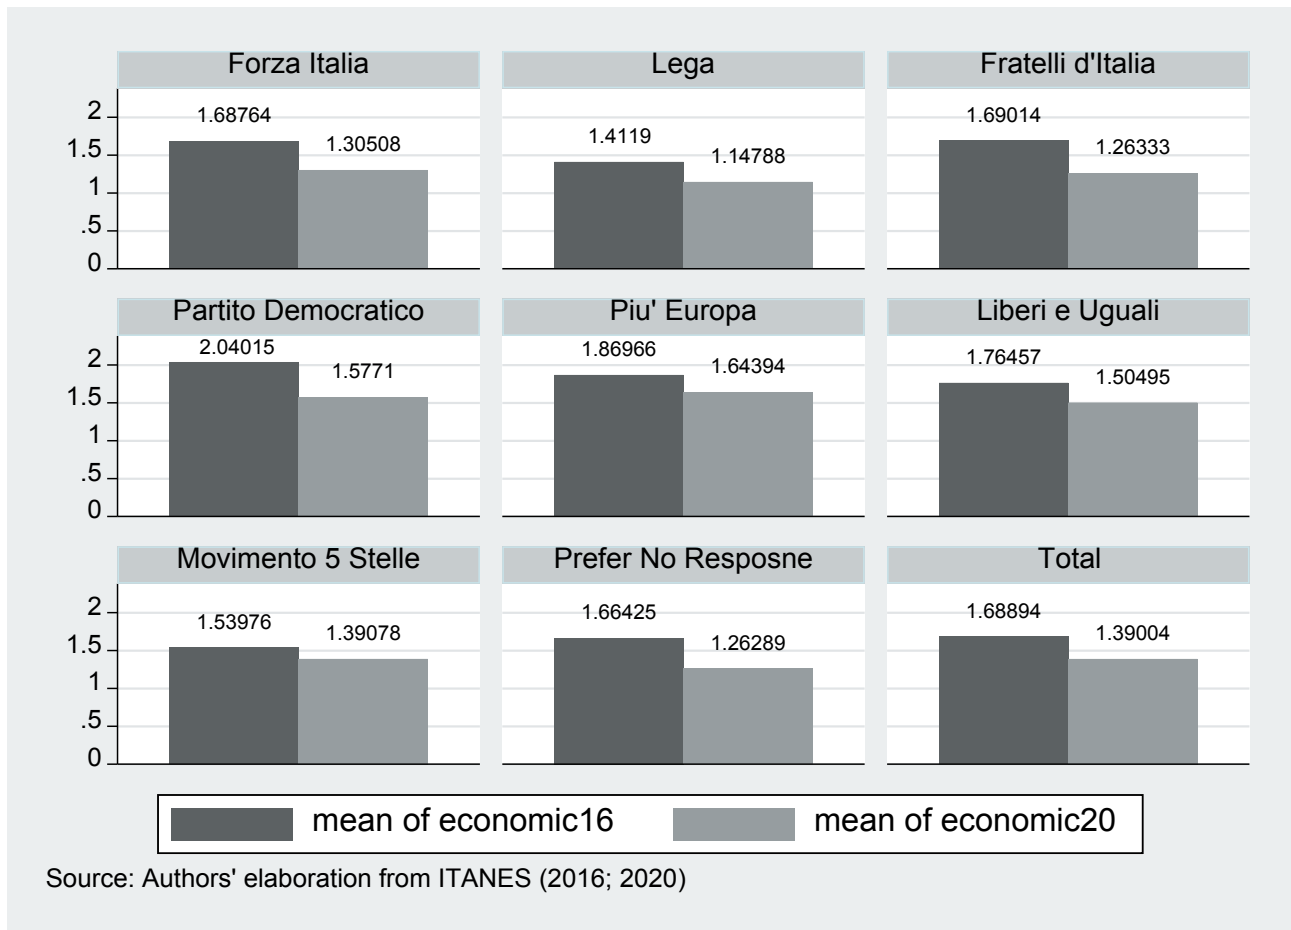 Forza Italia
Lega
Fratelli d'Italia
2
1.5
1
.5
0
1.68764
1.30508
1.4119
1.14788
1.69014
1.26333
Partito Democratico
Piu' Europa
Liberi e Uguali
2
1.5
1
.5
0
2.04015
1.5771
1.86966
1.64394
1.76457
1.50495
Movimento 5 Stelle
Prefer No Resposne
Total
2
1.5
1
.5
0
1.53976
1.39078
1.66425
1.26289
1.68894
1.39004
mean of economic16
mean of economic20
Source: Authors' elaboration from ITANES (2016; 2020)